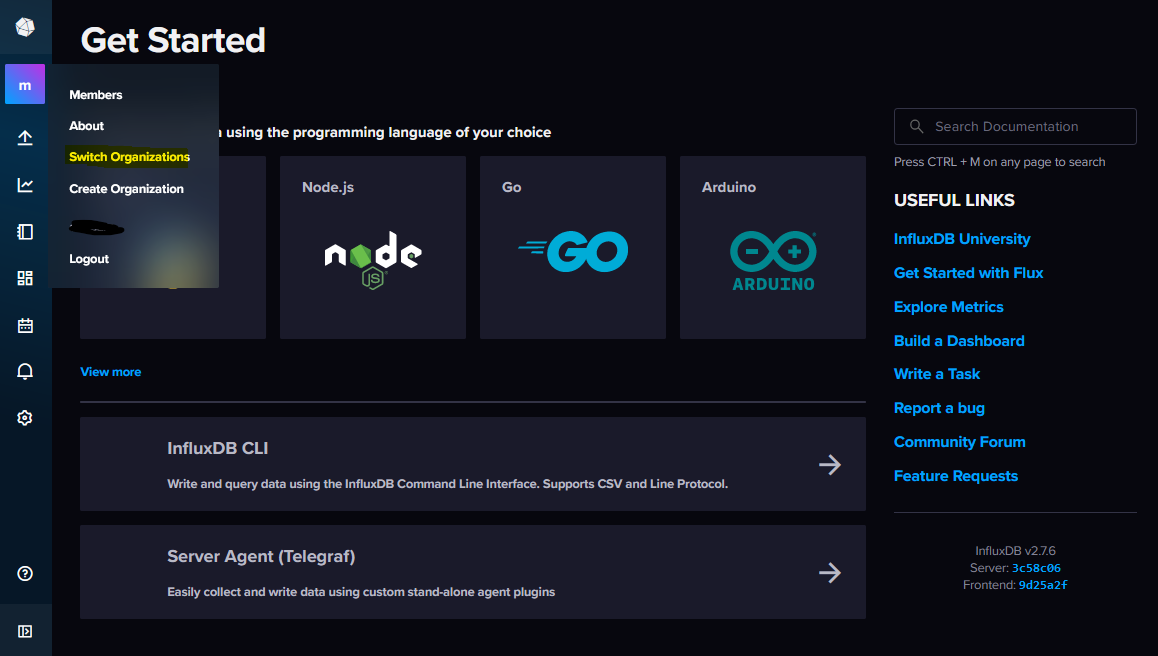 Get Started
m
Members
About
Switch Organizations
Create Organization
Logout
using the programming language of your choice
Node.js
node
JS
Go
GO
Arduino
ARDUINO
View more
InfluxDB CLI
Write and query data using the InfluxDB Command Line Interface. Supports CSV and Line Protocol.
Server Agent (Telegraf)
Easily collect and write data using custom stand-alone agent plugins
Search Documentation
Press CTRL + M on any page to search
USEFUL LINKS
InfluxDB University
Get Started with Flux
Explore Metrics
Build a Dashboard
Write a Task
Report a bug
Community Forum
Feature Requests
InfluxDB v2.7.6
Server: 3c58c06
Frontend: 9d25a2f